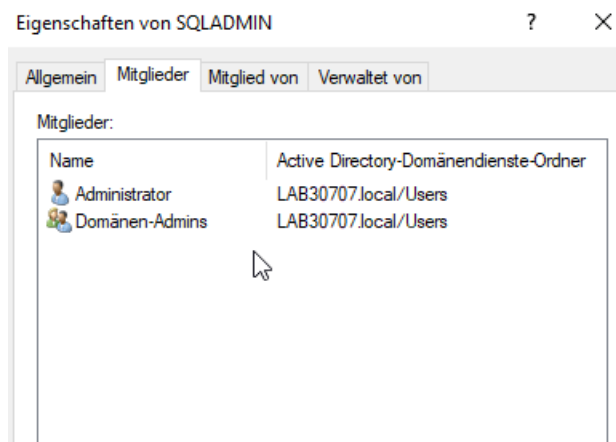 Eigenschaften von SQLADMIN ? ×
Allgemein Mitglieder Mitglied von Verwaltet von
Mitglieder:
Name Active Directory-Domänendienste-Ordner
Administrator LAB30707.local/Users
Domänen-Admins LAB30707.local/Users